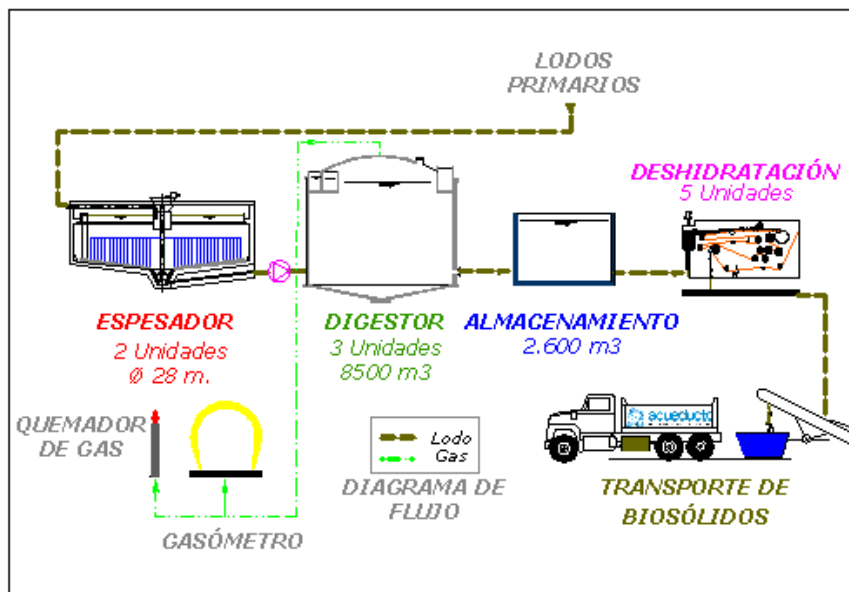 LODOS
PRIMARIOS
DESHIDRATACIÓN
5 Unidades
ESPESADOR
2 Unidades
Ø 28 m.
DIGESTOR
3 Unidades
8500 m3
ALMACENAMIENTO
2.600 m3
QUEMADOR
DE GAS
GASÓMETRO
Lodo
Gas
DIAGRAMA DE
FLUJO
acueducto
TRANSPORTE DE
BIOSÓLIDOS